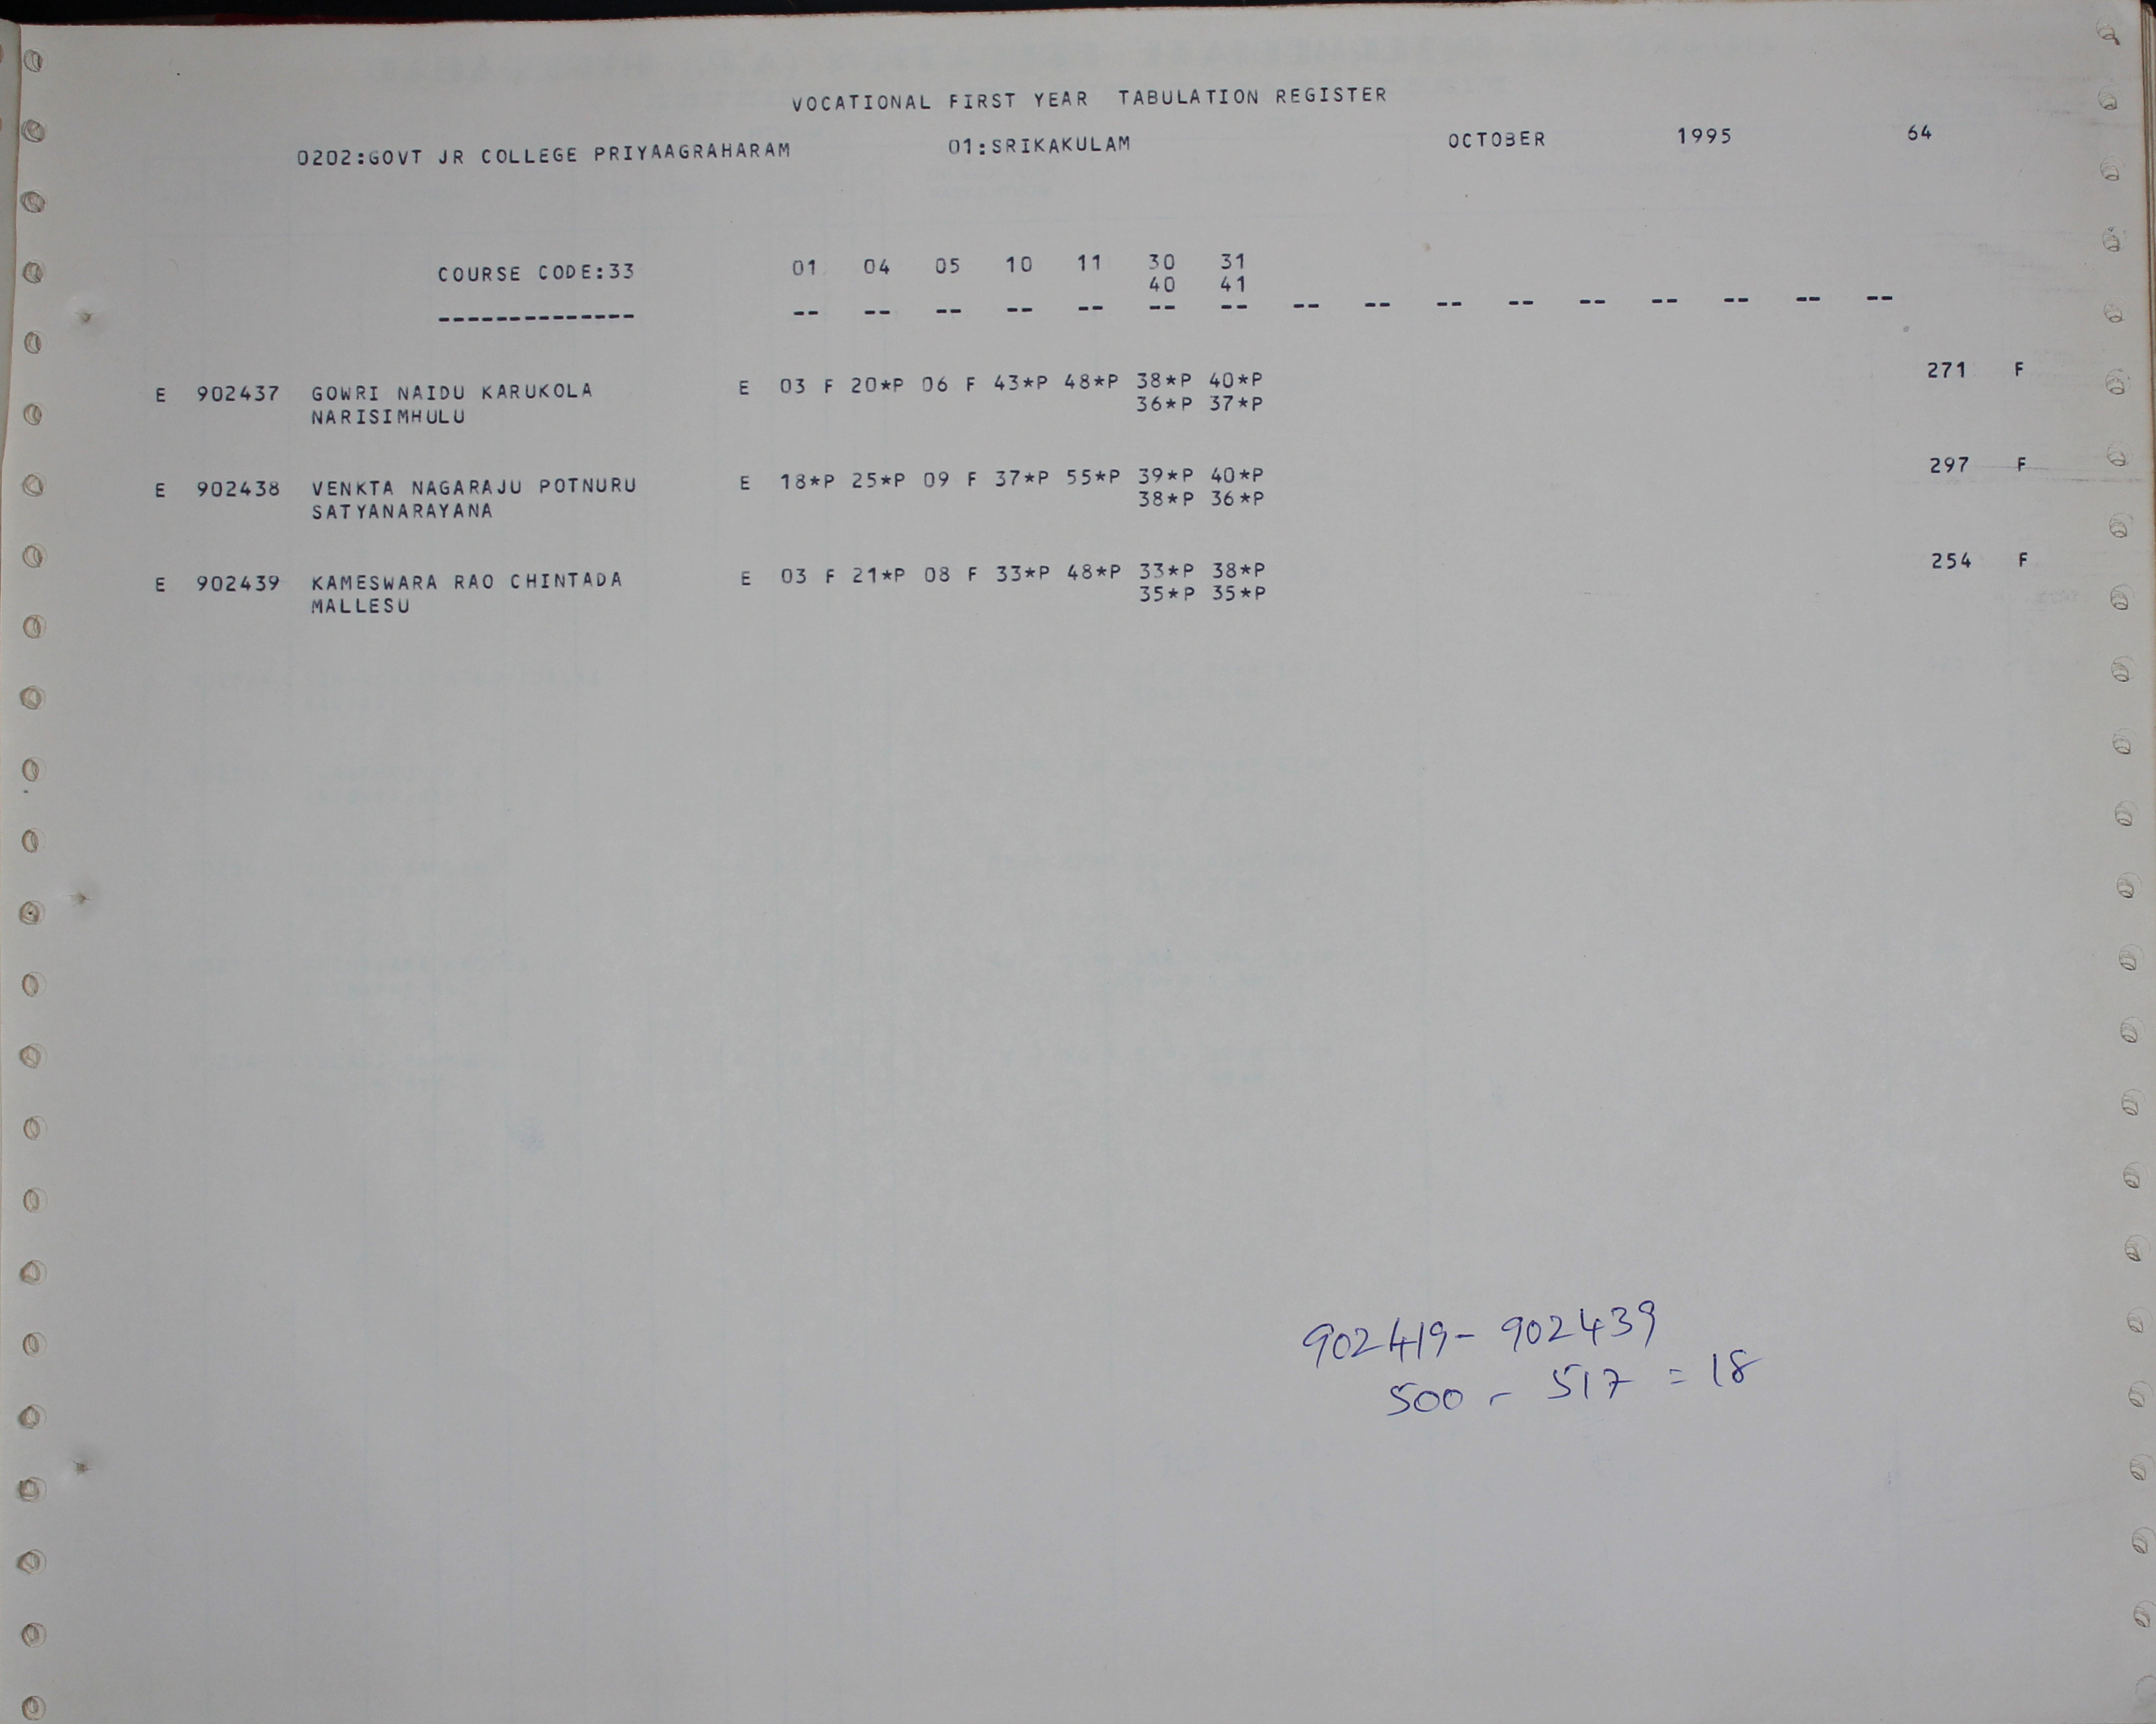 VOCATIONAL FIRST YEAR TABULATION REGISTER
0202:GOVT JR COLLEGE PRIYAAGRAHARAM 01:SRIKAKULAM OCTOBER 1995 64
COURSE CODE:33 01 04 05 10 11 30 31
40 41
-------------- -- -- -- -- -- -- -- -- -- -- -- -- -- -- -- --
E 902437 GOWRI NAIDU KARUKOLA E 03 F 20*P 06 F 43*P 48*P 38*P 40*P 271 F
NARISIMHULU 36*P 37*P
E 902438 VENKTA NAGARAJU POTNURU E 18*P 25*P 09 F 37*P 55*P 39*P 40*P 297 F
SATYANARAYANA 38*P 36*P
E 902439 KAMESWARA RAO CHINTADA E 03 F 21*P 08 F 33*P 48*P 33*P 38*P 254 F
MALLESU 35*P 35*P
902419- 902439
500 - 517 = 18